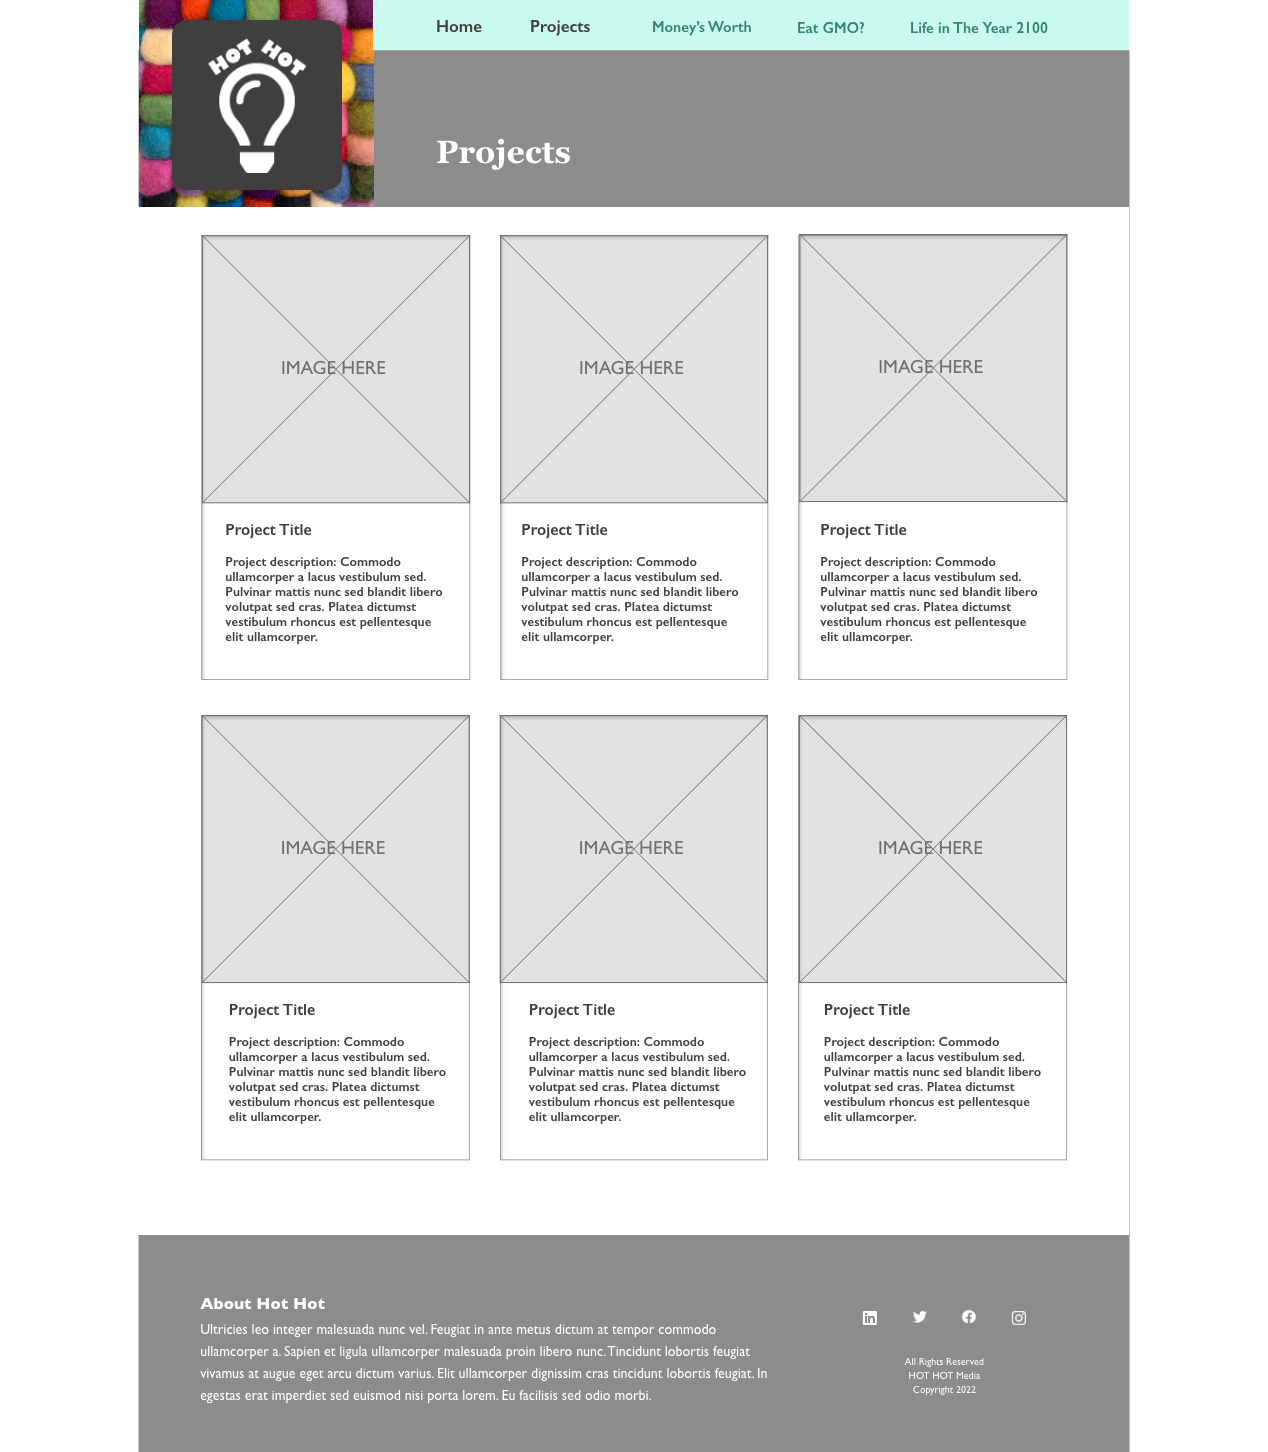 HOT HOT
Home Projects Money's Worth Eat GMO? Life in The Year 2100
Projects
IMAGE HERE
IMAGE HERE
IMAGE HERE
Project Title
Project description: Commodo
ullamcorper a lacus vestibulum sed.
Pulvinar mattis nunc sed blandit libero
volutpat sed cras. Platea dictumst
vestibulum rhoncus est pellentesque
elit ullamcorper.
Project Title
Project description: Commodo
ullamcorper a lacus vestibulum sed.
Pulvinar mattis nunc sed blandit libero
volutpat sed cras. Platea dictumst
vestibulum rhoncus est pellentesque
elit ullamcorper.
Project Title
Project description: Commodo
ullamcorper a lacus vestibulum sed.
Pulvinar mattis nunc sed blandit libero
volutpat sed cras. Platea dictumst
vestibulum rhoncus est pellentesque
elit ullamcorper.
IMAGE HERE
IMAGE HERE
IMAGE HERE
Project Title
Project description: Commodo
ullamcorper a lacus vestibulum sed.
Pulvinar mattis nunc sed blandit libero
volutpat sed cras. Platea dictumst
vestibulum rhoncus est pellentesque
elit ullamcorper.
Project Title
Project description: Commodo
ullamcorper a lacus vestibulum sed.
Pulvinar mattis nunc sed blandit libero
volutpat sed cras. Platea dictumst
vestibulum rhoncus est pellentesque
elit ullamcorper.
Project Title
Project description: Commodo
ullamcorper a lacus vestibulum sed.
Pulvinar mattis nunc sed blandit libero
volutpat sed cras. Platea dictumst
vestibulum rhoncus est pellentesque
elit ullamcorper.
About Hot Hot
Ultricies leo integer malesuada nunc vel. Feugiat in ante metus dictum at tempor commodo
ullamcorper a. Sapien et ligula ullamcorper malesuada proin libero nunc. Tincidunt lobortis feugiat
vivamus at augue eget arcu dictum varius. Elit ullamcorper dignissim cras tincidunt lobortis feugiat. In
egestas erat imperdiet sed euismod nisi porta lorem. Eu facilisis sed odio morbi.
All Rights Reserved
HOT HOT Media
Copyright 2022